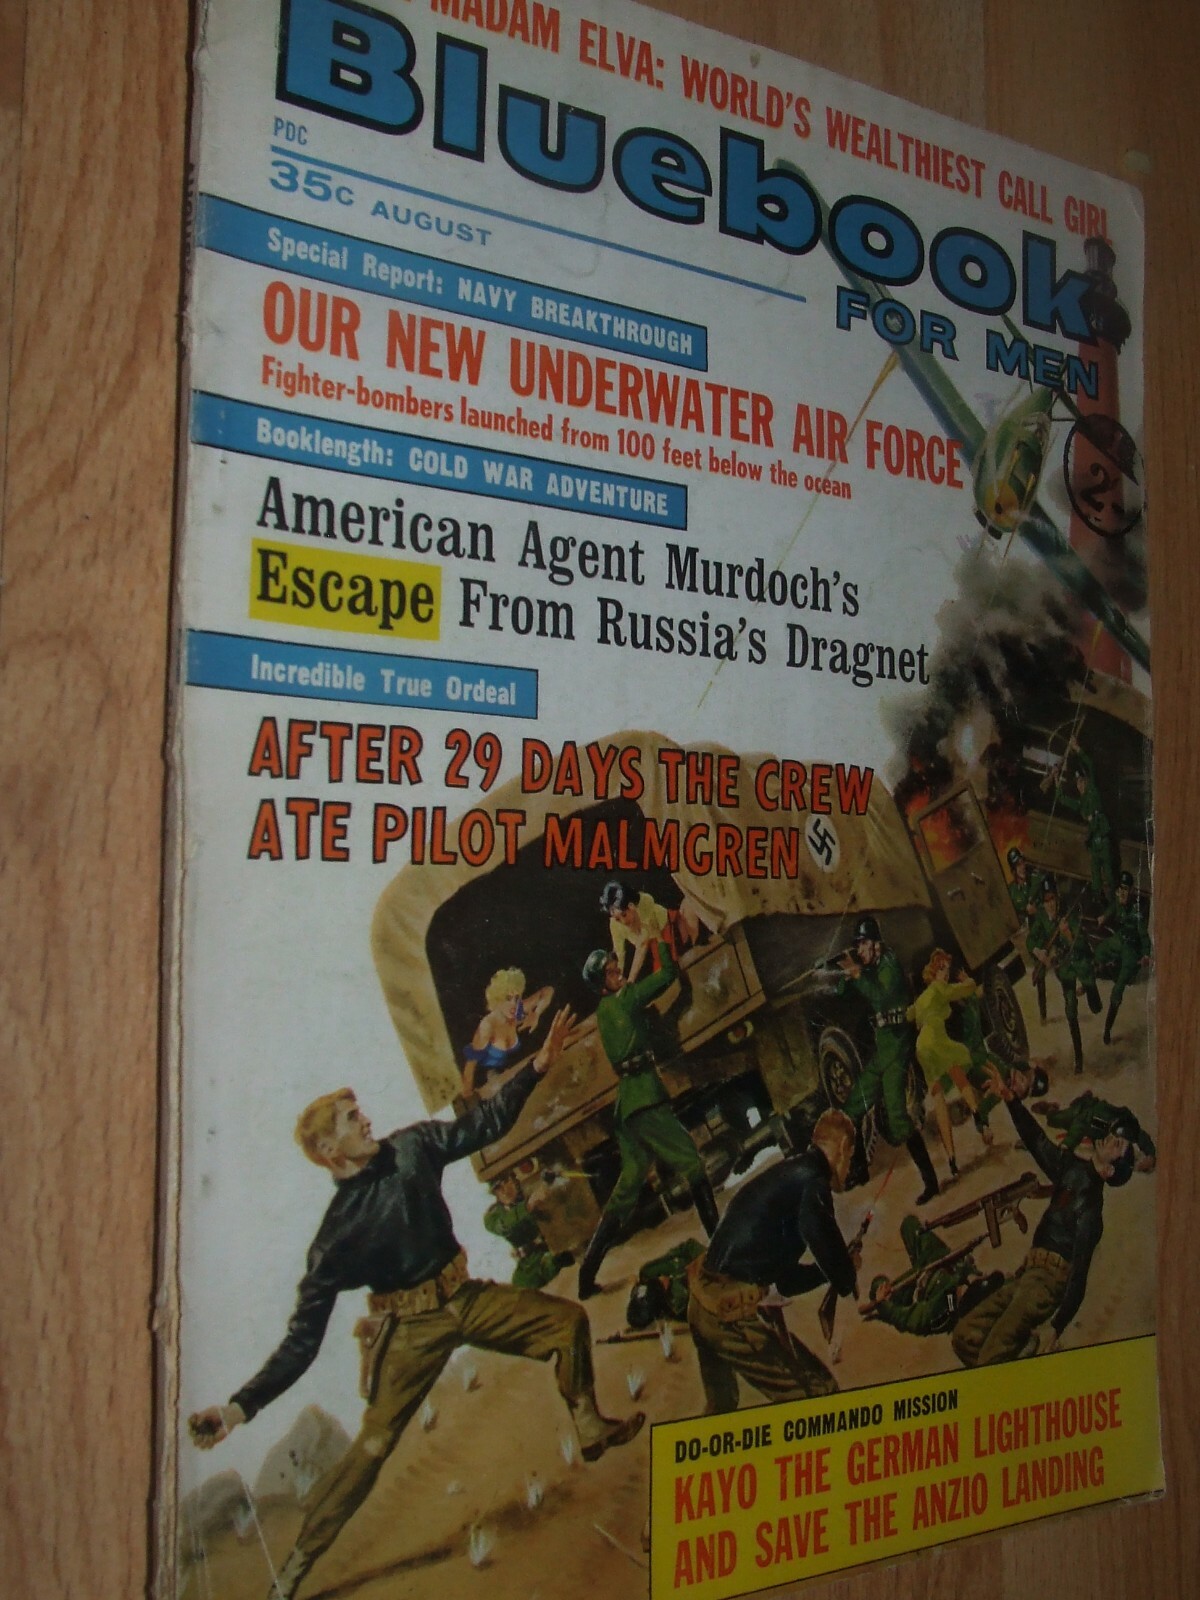 MADAM ELVA: WORLD'S WEALTHIEST CALL GIRL
Bluebook
FOR MEN
PDC
35c AUGUST
Special Report: NAVY BREAKTHROUGH
OUR NEW UNDERWATER AIR FORCE
Fighter-bombers launched from 100 feet below the ocean
Booklength: COLD WAR ADVENTURE
American Agent Murdoch's
Escape From Russia's Dragnet
Incredible True Ordeal
AFTER 29 DAYS THE CREW
ATE PILOT MALMGREN
DO-OR-DIE COMMANDO MISSION
KAYO THE GERMAN LIGHTHOUSE
AND SAVE THE ANZIO LANDING